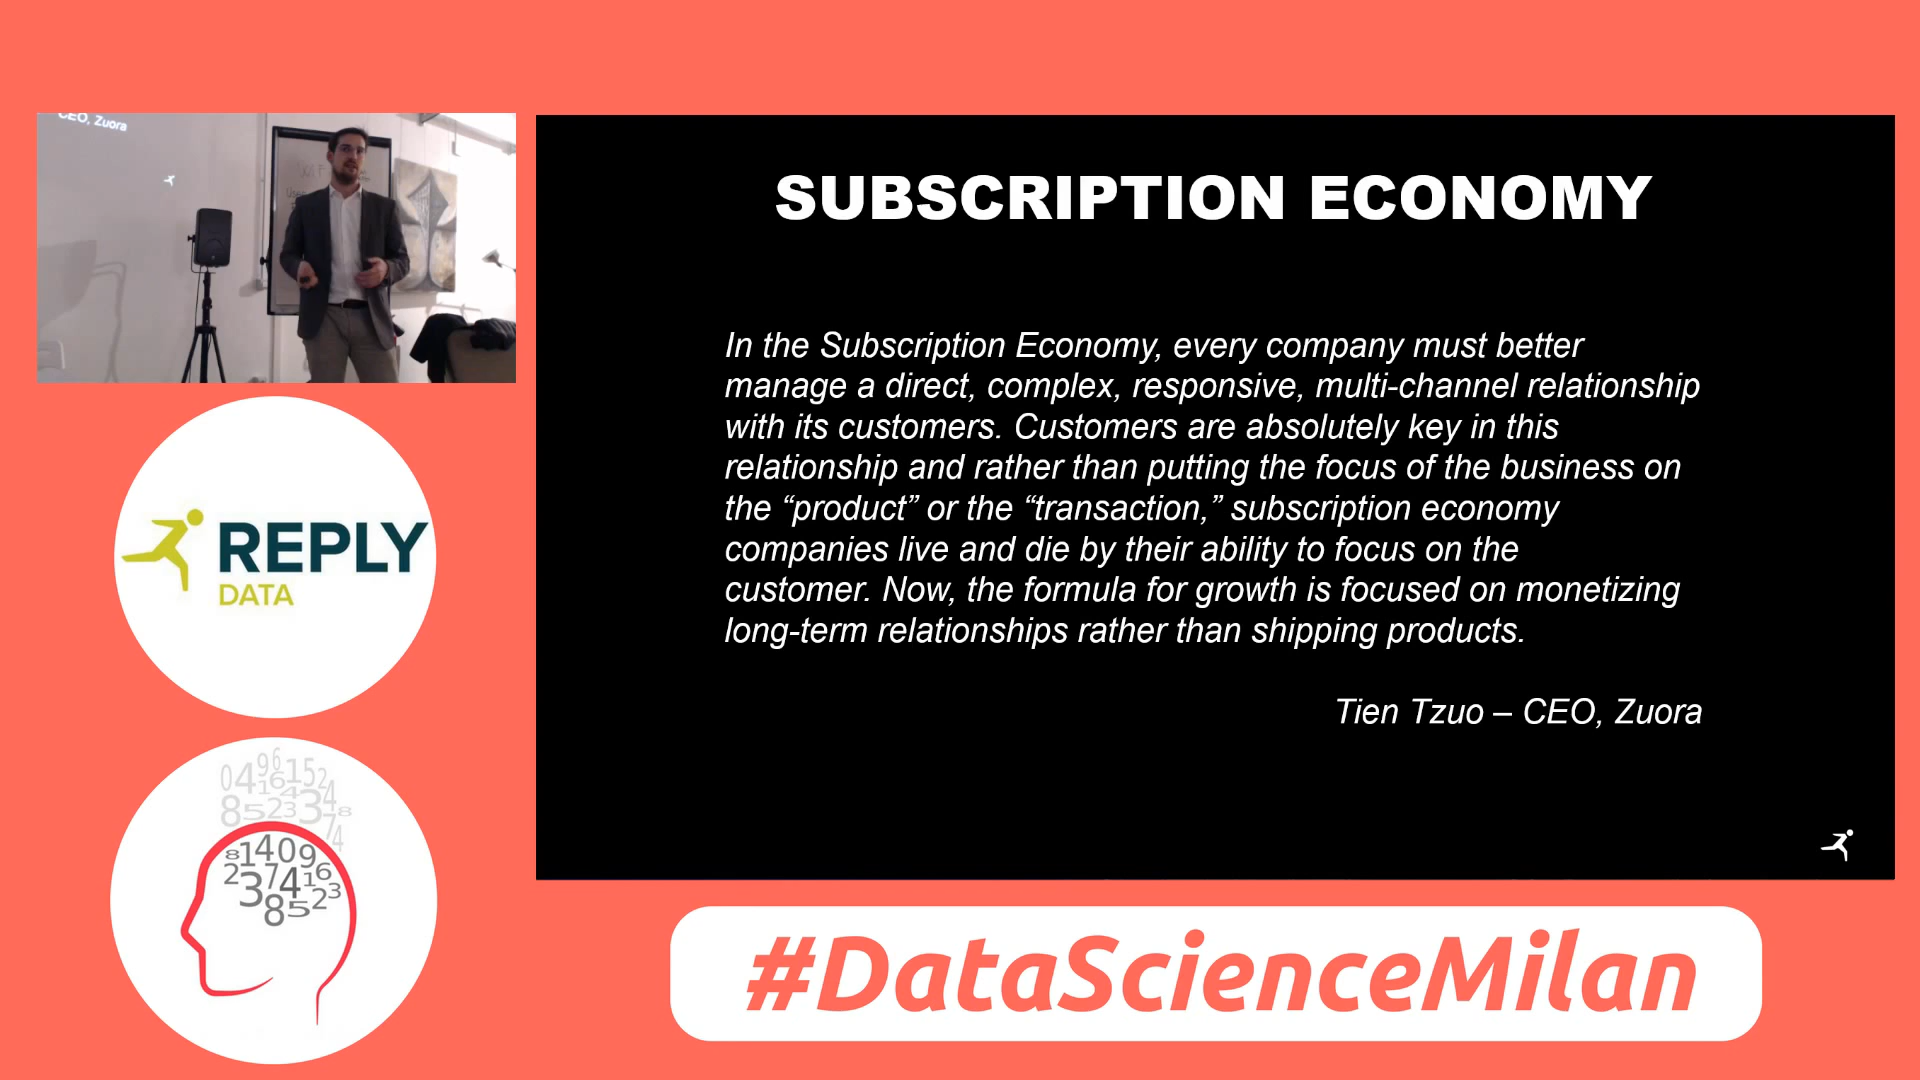 CEO, Zuora
SUBSCRIPTION ECONOMY
In the Subscription Economy, every company must better
manage a direct, complex, responsive, multi-channel relationship
with its customers. Customers are absolutely key in this
relationship and rather than putting the focus of the business on
the “product” or the “transaction,” subscription economy
companies live and die by their ability to focus on the
customer. Now, the formula for growth is focused on monetizing
long-term relationships rather than shipping products.
Tien Tzuo – CEO, Zuora
REPLY
DATA
#DataScienceMilan